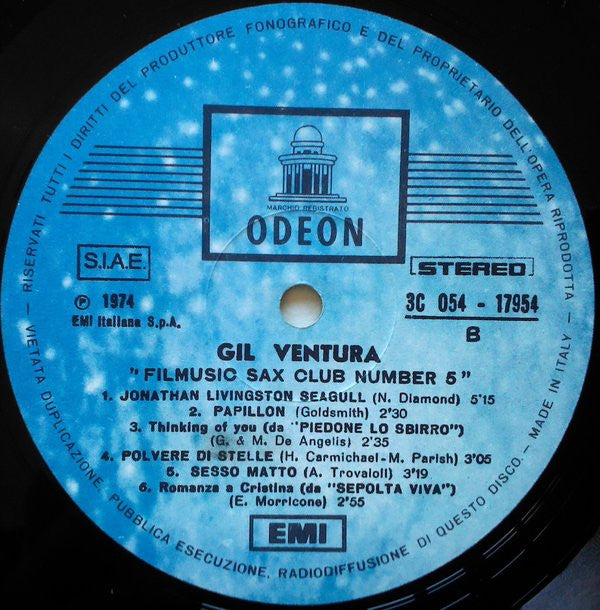 — RISERVATI TUTTI I DIRITTI DEL PRODUTTORE FONOGRAFICO E DEL PROPRIETARIO DELL'OPERA RIPRODOTTA — MADE IN ITALY —
VIETATA DUPLICAZIONE, PUBBLICA ESECUZIONE, RADIODIFFUSIONE DI QUESTO DISCO. —
MARCHIO REGISTRATO
ODEON
S.I.A.E.
STEREO
Ⓟ 1974
EMI Italiana S.p.A.
3C 054 - 17954
B
GIL VENTURA
"FILMUSIC SAX CLUB NUMBER 5"
1. JONATHAN LIVINGSTON SEAGULL (N. Diamond) 5'15
2. PAPILLON (Goldsmith) 2'30
3. Thinking of you (da "PIEDONE LO SBIRRO")
(G. & M. De Angelis) 2'35
4. POLVERE DI STELLE (H. Carmichael-M. Parish) 3'05
5. SESSO MATTO (A. Trovaioli) 3'19
6. Romanza a Cristina (da "SEPOLTA VIVA")
(E. Morricone) 2'55
EMI